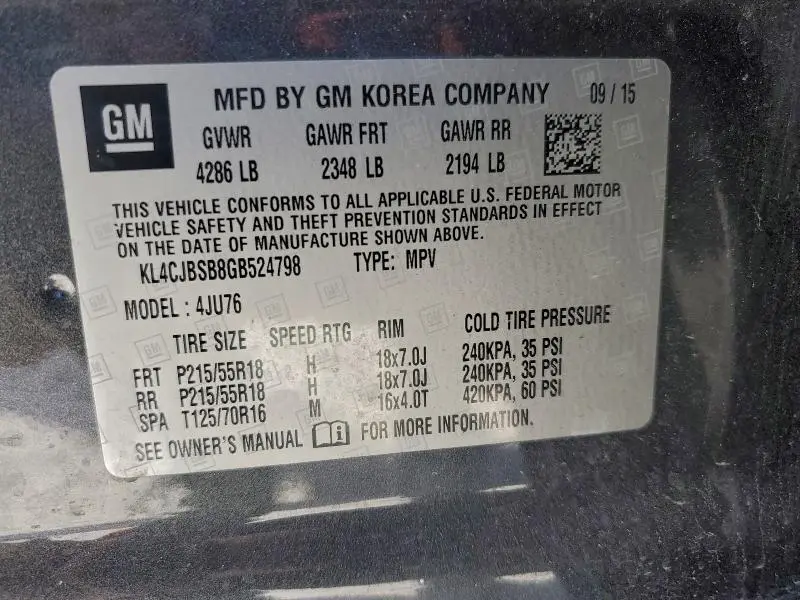 GM MFD BY GM KOREA COMPANY 09 / 15
GVWR GAWR FRT GAWR RR
4286 LB 2348 LB 2194 LB
THIS VEHICLE CONFORMS TO ALL APPLICABLE U.S. FEDERAL MOTOR
VEHICLE SAFETY AND THEFT PREVENTION STANDARDS IN EFFECT
ON THE DATE OF MANUFACTURE SHOWN ABOVE.
KL4CJBSB8GB524798 TYPE: MPV
MODEL : 4JU76
TIRE SIZE SPEED RTG RIM COLD TIRE PRESSURE
FRT P215/55R18 H 18x7.0J 240KPA, 35 PSI
RR P215/55R18 H 18x7.0J 240KPA, 35 PSI
SPA T125/70R16 M 16x4.0T 420KPA, 60 PSI
SEE OWNER'S MANUAL FOR MORE INFORMATION.